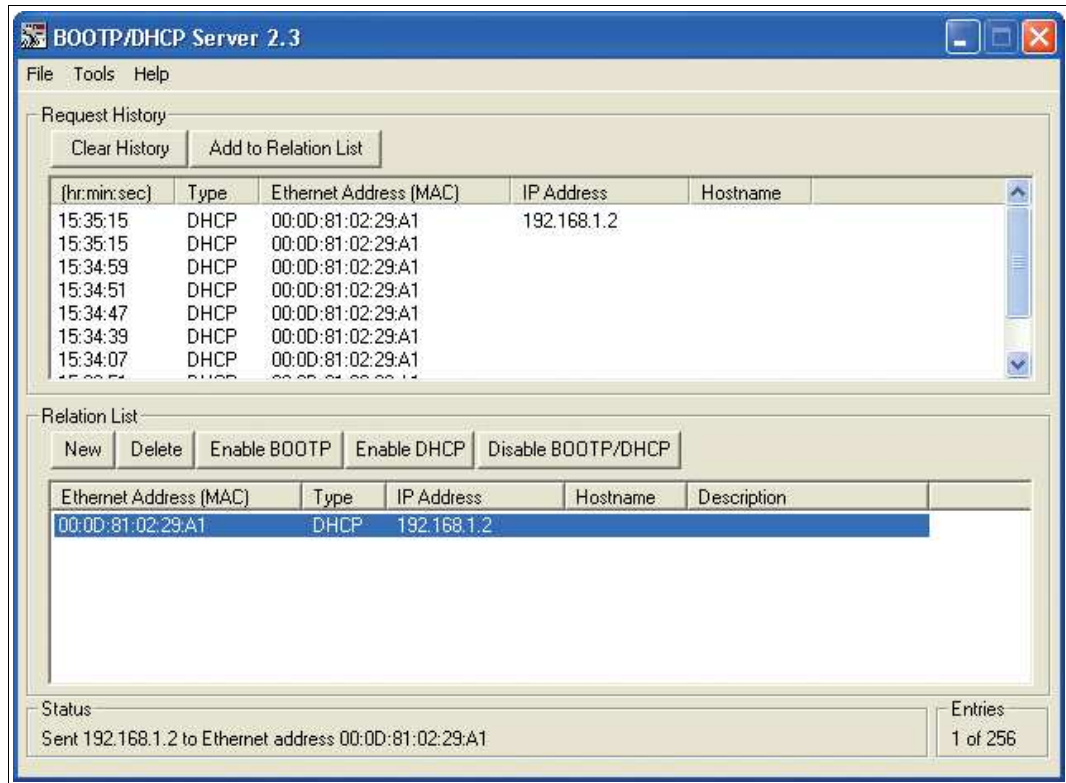 BOOTP/DHCP Server 2.3
File Tools Help
Request History
Clear History Add to Relation List
(hr:min:sec) Type Ethernet Address (MAC) IP Address Hostname
15:35:15 DHCP 00:0D:81:02:29:A1 192.168.1.2
15:35:15 DHCP 00:0D:81:02:29:A1
15:34:59 DHCP 00:0D:81:02:29:A1
15:34:51 DHCP 00:0D:81:02:29:A1
15:34:47 DHCP 00:0D:81:02:29:A1
15:34:39 DHCP 00:0D:81:02:29:A1
15:34:07 DHCP 00:0D:81:02:29:A1
Relation List
New Delete Enable BOOTP Enable DHCP Disable BOOTP/DHCP
Ethernet Address (MAC) Type IP Address Hostname Description
00:0D:81:02:29:A1 DHCP 192.168.1.2
Status Entries
Sent 192.168.1.2 to Ethernet address 00:0D:81:02:29:A1 1 of 256